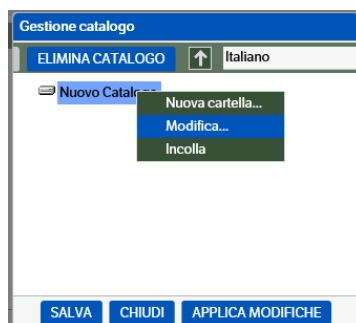 Gestione catalogo
ELIMINA CATALOGO Italiano
Nuovo Catalogo
Nuova cartella...
Modifica...
Incolla
SALVA CHIUDI APPLICA MODIFICHE